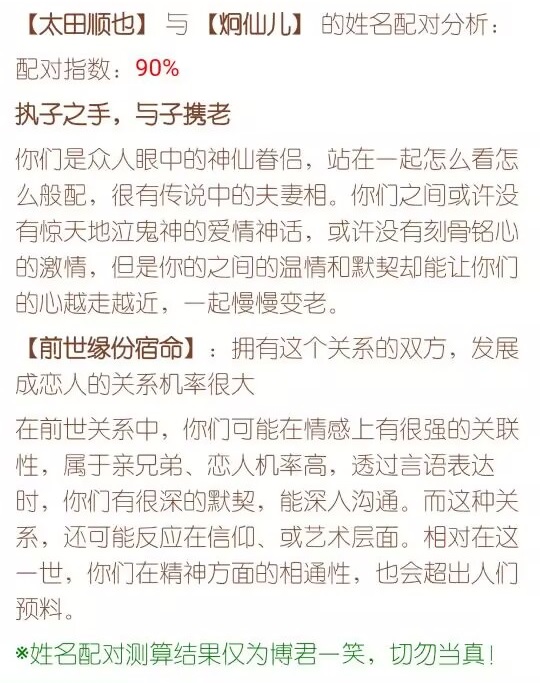 【太田顺也】 与 【炯仙儿】 的姓名配对分析：
配对指数：90%
执子之手，与子携老
你们是众人眼中的神仙眷侣，站在一起怎么看怎
么般配，很有传说中的夫妻相。你们之间或许没
有惊天地泣鬼神的爱情神话，或许没有刻骨铭心
的激情，但是你的之间的温情和默契却能让你们
的心越走越近，一起慢慢变老。
【前世缘份宿命】：拥有这个关系的双方，发展
成恋人的关系机率很大
在前世关系中，你们可能在情感上有很强的关联
性，属于亲兄弟、恋人机率高，透过言语表达
时，你们有很深的默契，能深入沟通。而这种关
系，还可能反应在信仰、或艺术层面。相对在这
一世，你们在精神方面的相通性，也会超出人们
预料。
※姓名配对测算结果仅为博君一笑，切勿当真！